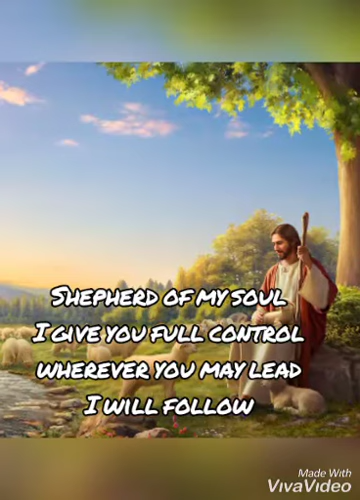 Shepherd of my soul
I give you full control
wherever you may lead
I will follow
Made With
VivaVideo